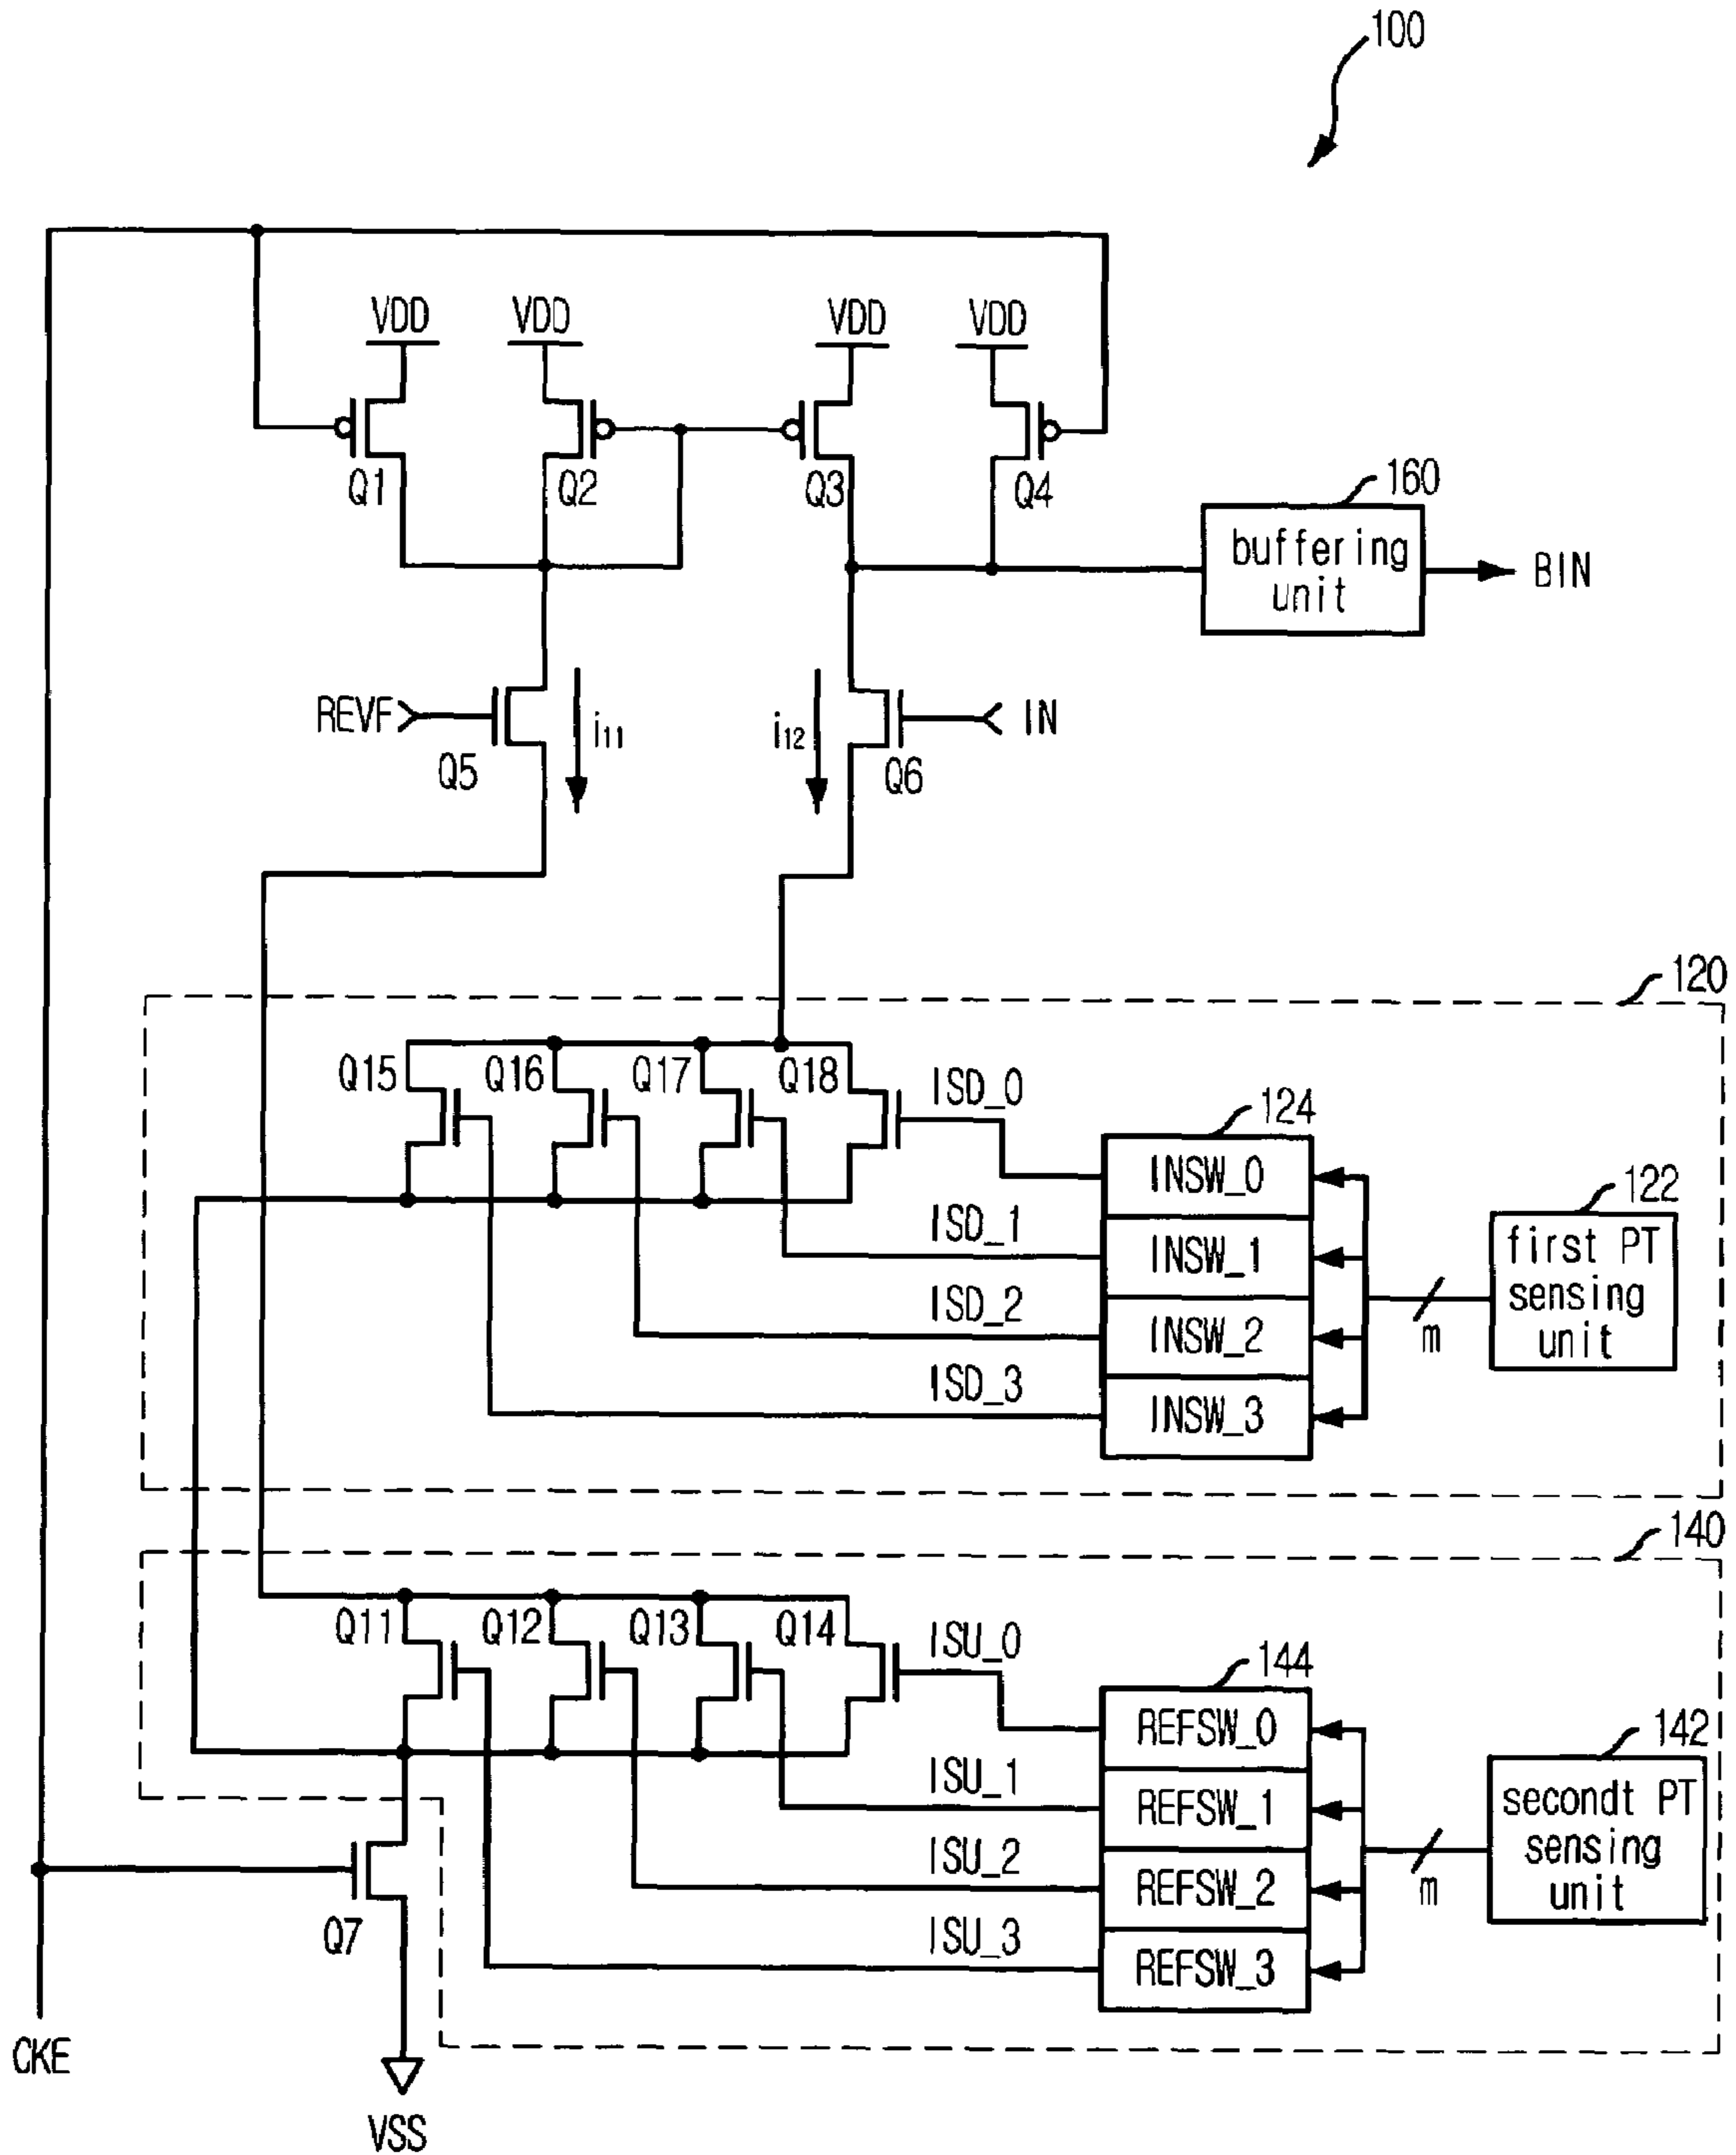 100
VDD
VDD
VDD
VDD
Q1
Q2
Q3
Q4
160
buffering
unit
BIN
REVF
i11
i12
IN
Q5
Q6
120
Q15
Q16
Q17
Q18
ISD_0
124
INSW_0
122
ISD_1
INSW_1
first PT
sensing
unit
ISD_2
INSW_2
m
ISD_3
INSW_3
140
Q11
Q12
Q13
Q14
ISU_0
144
REFSW_0
142
ISU_1
REFSW_1
secondt PT
sensing
unit
ISU_2
REFSW_2
m
Q7
ISU_3
REFSW_3
CKE
VSS